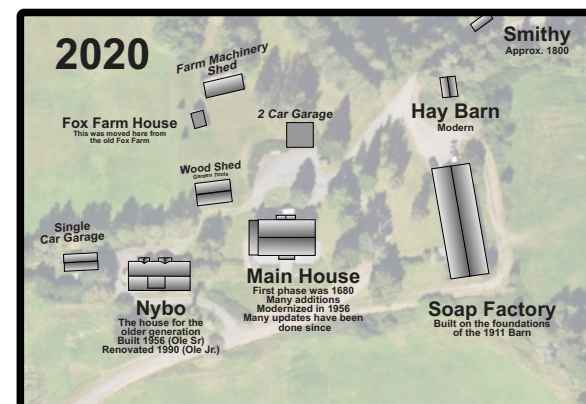 2020
Smithy
Approx. 1800
Farm Machinery
Shed
Hay Barn
Modern
2 Car Garage
Fox Farm House
This was moved here from
the old Fox Farm
Wood Shed
Garden Tools
Single
Car Garage
Main House
First phase was 1680
Many additions
Modernized in 1956
Many updates have been
done since
Nybo
The house for the
older generation
Built 1956 (Ole Sr)
Renovated 1990 (Ole Jr.)
Soap Factory
Built on the foundations
of the 1911 Barn